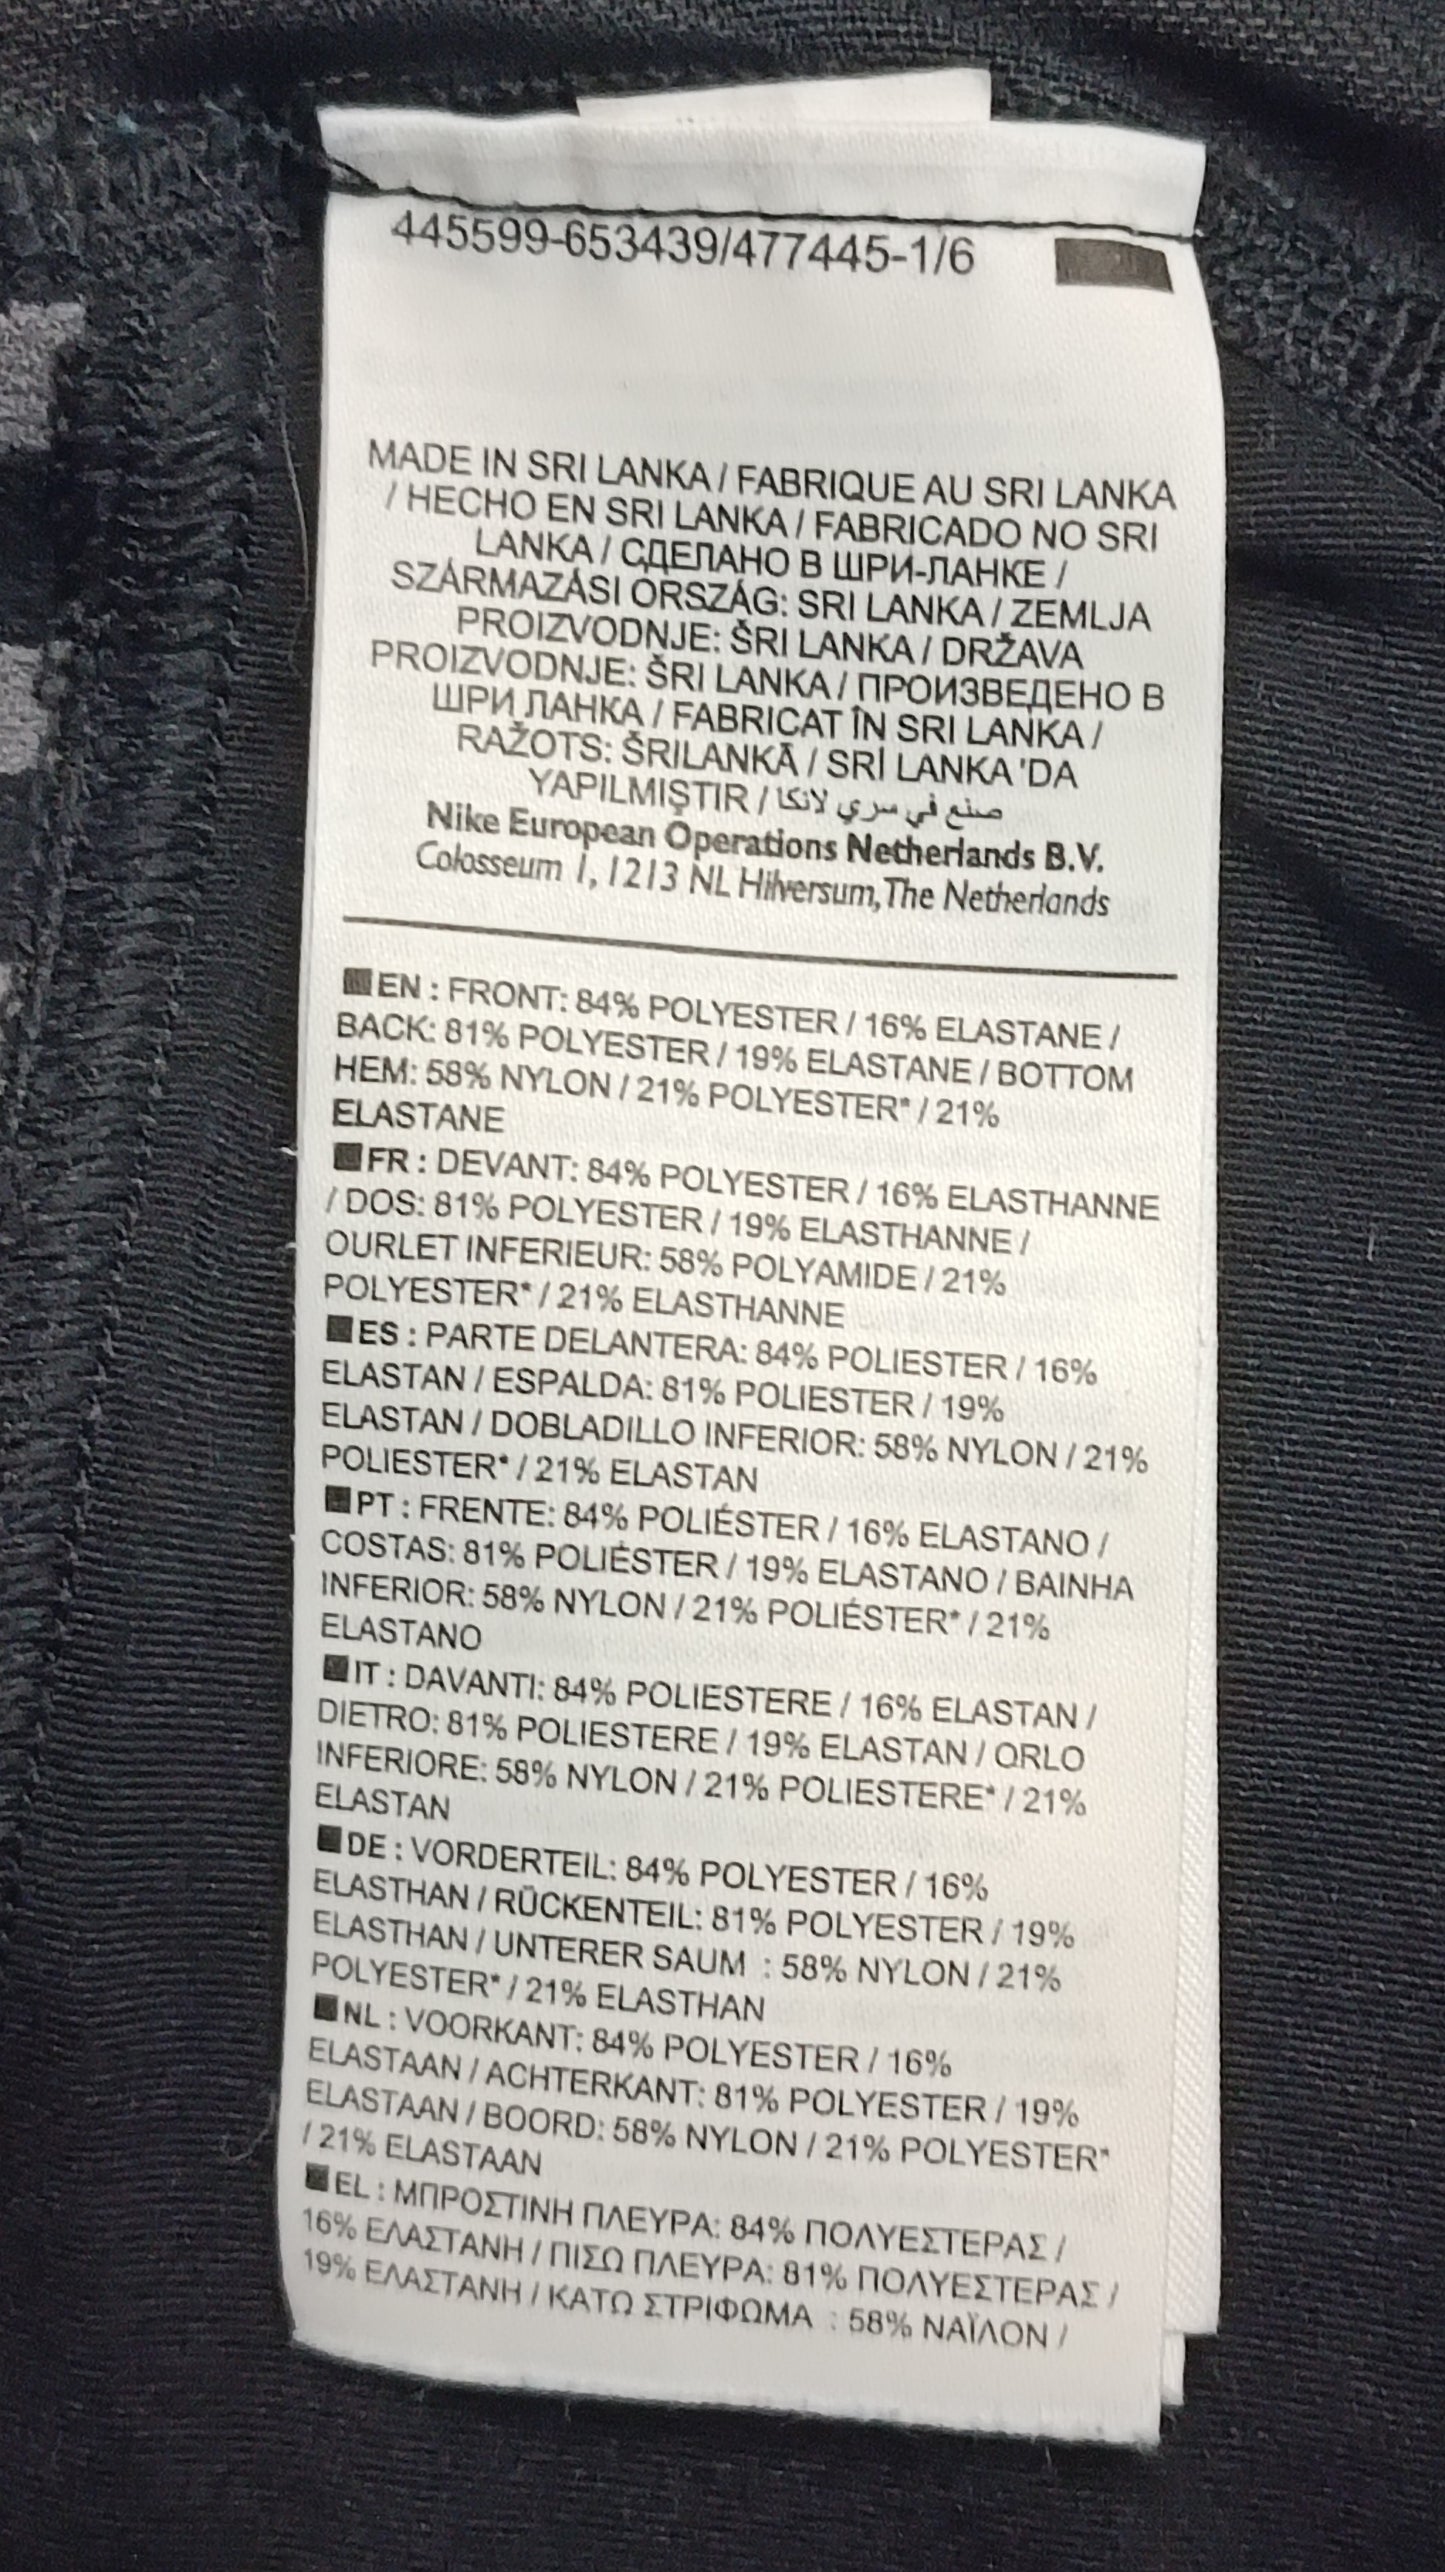 445599-653439/477445-1/6
MADE IN SRI LANKA / FABRIQUE AU SRI LANKA
/ HECHO EN SRI LANKA / FABRICADO NO SRI
LANKA / СДЕЛАНО В ШРИ-ЛАНКЕ /
SZÁRMAZÁSI ORSZÁG: SRI LANKA / ZEMLJA
PROIZVODNJE: ŠRI LANKA / DRŽAVA
PROIZVODNJE: ŠRI LANKA / ПРОИЗВЕДЕНО В
ШРИ ЛАНКА / FABRICAT ÎN SRI LANKA /
RAŽOTS: ŠRILANKĀ / SRİ LANKA 'DA
YAPILMIŞTIR / صنع في سري لانكا
Nike European Operations Netherlands B.V.
Colosseum 1, 1213 NL Hilversum, The Netherlands
EN : FRONT: 84% POLYESTER / 16% ELASTANE /
BACK: 81% POLYESTER / 19% ELASTANE / BOTTOM
HEM: 58% NYLON / 21% POLYESTER* / 21%
ELASTANE
FR : DEVANT: 84% POLYESTER / 16% ELASTHANNE
/ DOS: 81% POLYESTER / 19% ELASTHANNE /
OURLET INFERIEUR: 58% POLYAMIDE / 21%
POLYESTER* / 21% ELASTHANNE
ES : PARTE DELANTERA: 84% POLIESTER / 16%
ELASTAN / ESPALDA: 81% POLIESTER / 19%
ELASTAN / DOBLADILLO INFERIOR: 58% NYLON / 21%
POLIESTER* / 21% ELASTAN
PT : FRENTE: 84% POLIÉSTER / 16% ELASTANO /
COSTAS: 81% POLIÉSTER / 19% ELASTANO / BAINHA
INFERIOR: 58% NYLON / 21% POLIÉSTER* / 21%
ELASTANO
IT : DAVANTI: 84% POLIESTERE / 16% ELASTAN /
DIETRO: 81% POLIESTERE / 19% ELASTAN / ORLO
INFERIORE: 58% NYLON / 21% POLIESTERE* / 21%
ELASTAN
DE : VORDERTEIL: 84% POLYESTER / 16%
ELASTHAN / RÜCKENTEIL: 81% POLYESTER / 19%
ELASTHAN / UNTERER SAUM : 58% NYLON / 21%
POLYESTER* / 21% ELASTHAN
NL : VOORKANT: 84% POLYESTER / 16%
ELASTAAN / ACHTERKANT: 81% POLYESTER / 19%
ELASTAAN / BOORD: 58% NYLON / 21% POLYESTER*
/ 21% ELASTAAN
EL : ΜΠΡΟΣΤΙΝΗ ΠΛΕΥΡΑ: 84% ΠΟΛΥΕΣΤΕΡΑΣ /
16% ΕΛΑΣΤΑΝΗ / ΠΙΣΩ ΠΛΕΥΡΑ: 81% ΠΟΛΥΕΣΤΕΡΑΣ /
19% ΕΛΑΣΤΑΝΗ / ΚΑΤΩ ΣΤΡΙΦΩΜΑ : 58% ΝΑΪΛΟΝ /